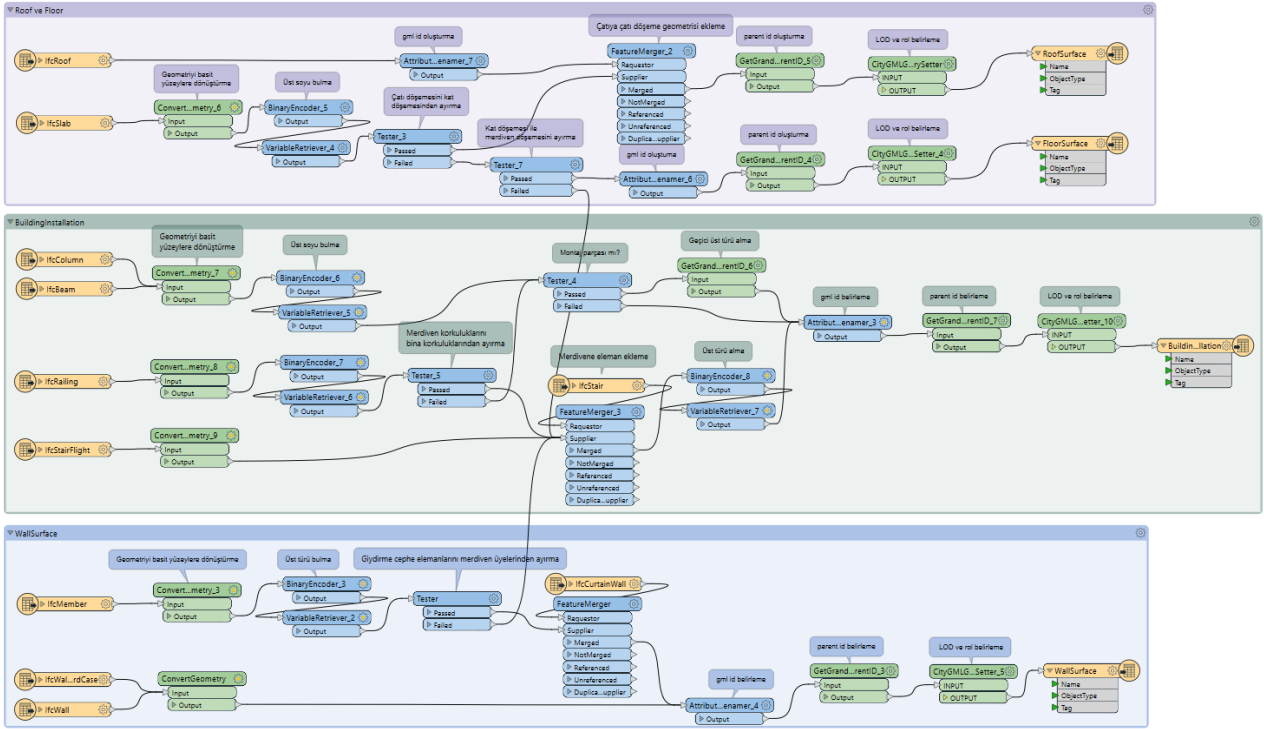 Roof ve Floor
Çatıya çatı döşeme geometrisi ekleme
gml id oluşturma
parent id oluşturma
LOD ve rol belirleme
IfcRoof
Attribut...enamer_7
Output
FeatureMerger_2
Requestor
Supplier
Merged
NotMerged
Referenced
Unreferenced
Duplica...upplier
GetGrand...rentID_5
Input
Output
CityGMLG...rySetter
INPUT
OUTPUT
RoofSurface
Name
ObjectType
Tag
Geometriyi basit
yüzeylere dönüştürme
Üst soyu bulma
Çatı döşemesini kat
döşemesinden ayırma
IfcSlab
Convert...metry_6
Input
Output
BinaryEncoder_5
Output
VariableRetriever_4
Output
Tester_3
Passed
Failed
Kat döşemesi ile
merdiven döşemesini ayırma
Tester_7
Passed
Failed
gml id oluştuma
Attribut...enamer_6
Output
parent id oluşturma
GetGrand...rentID_4
Input
Output
LOD ve rol belirleme
CityGMLG...Setter_4
INPUT
OUTPUT
FloorSurface
Name
ObjectType
Tag
BuildingInstallation
Geometriyi basit
yüzeylere dönüştürme
Üst soyu bulma
IfcColumn
IfcBeam
Convert...metry_7
Input
Output
BinaryEncoder_6
Output
VariableRetriever_5
Output
Montaj parçası mı?
Tester_4
Passed
Failed
Geçici üst türü alma
GetGrand...rentID_6
Input
Output
gml id belirleme
Attribut...enamer_3
Output
parent id belirleme
GetGrand...rentID_7
Input
Output
LOD ve rol belirleme
CityGMLG...etter_10
INPUT
OUTPUT
Buildin...llation
Name
ObjectType
Tag
Merdiven korkuluklarını
bina korkuluklarından ayırma
IfcRailing
Convert...metry_8
Input
Output
BinaryEncoder_7
Output
VariableRetriever_6
Output
Tester_5
Passed
Failed
Merdivene eleman ekleme
IfcStair
Üst türü alma
BinaryEncoder_8
Output
VariableRetriever_7
Output
FeatureMerger_3
Requestor
Supplier
Merged
NotMerged
Referenced
Unreferenced
Duplica...upplier
IfcStairFlight
Convert...metry_9
Input
Output
WallSurface
Geometriyi basit yüzeylere dönüştürme
Üst türü bulma
Giydirme cephe elemanlarını merdiven üyelerinden ayırma
IfcMember
Convert...metry_3
Input
Output
BinaryEncoder_3
Output
VariableRetriever_2
Output
Tester
Passed
Failed
IfcCurtainWall
FeatureMerger
Requestor
Supplier
Merged
NotMerged
Referenced
Unreferenced
Duplica...upplier
IfcWal...rdCase
IfcWall
ConvertGeometry
Input
Output
gml id belirleme
Attribut...enamer_4
Output
parent id belirleme
GetGrand...rentID_3
Input
Output
LOD ve rol belirleme
CityGMLG...Setter_5
INPUT
OUTPUT
WallSurface
Name
ObjectType
Tag